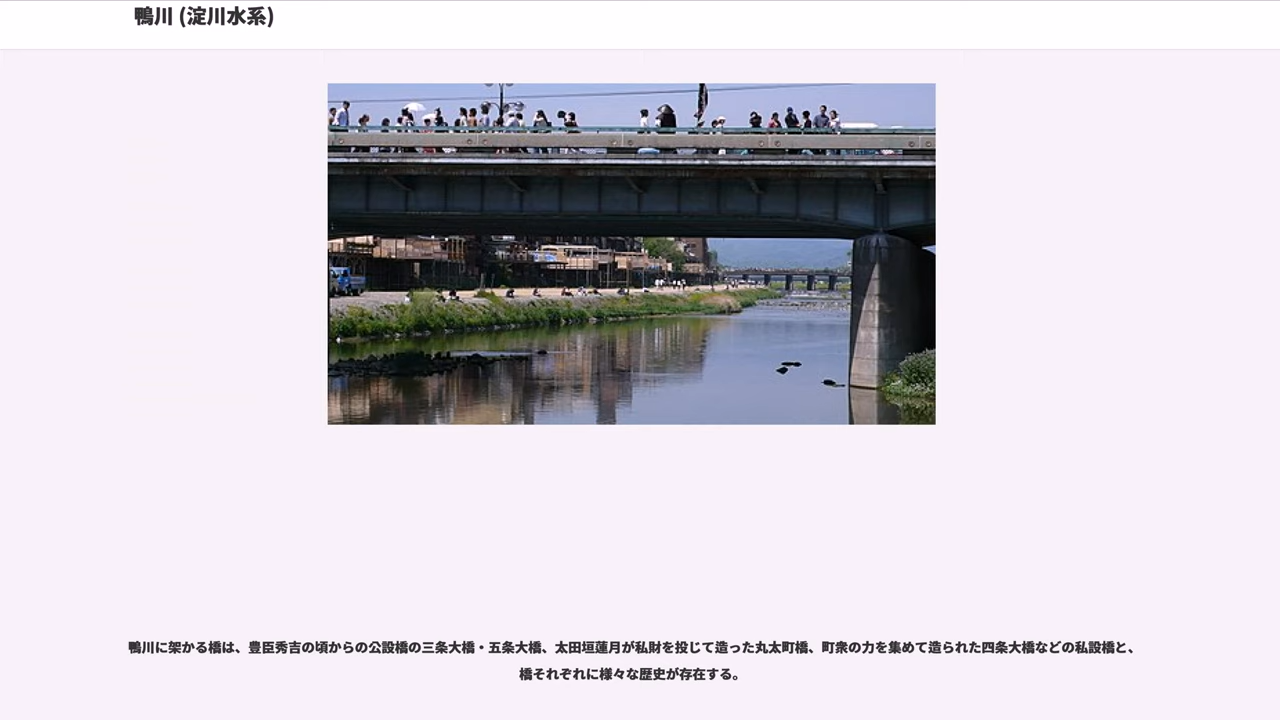 鴨川 (淀川水系)
鴨川に架かる橋は、豊臣秀吉の頃からの公設橋の三条大橋・五条大橋、太田垣蓮月が私財を投じて造った丸太町橋、町衆の力を集めて造られた四条大橋などの私設橋と、
橋それぞれに様々な歴史が存在する。